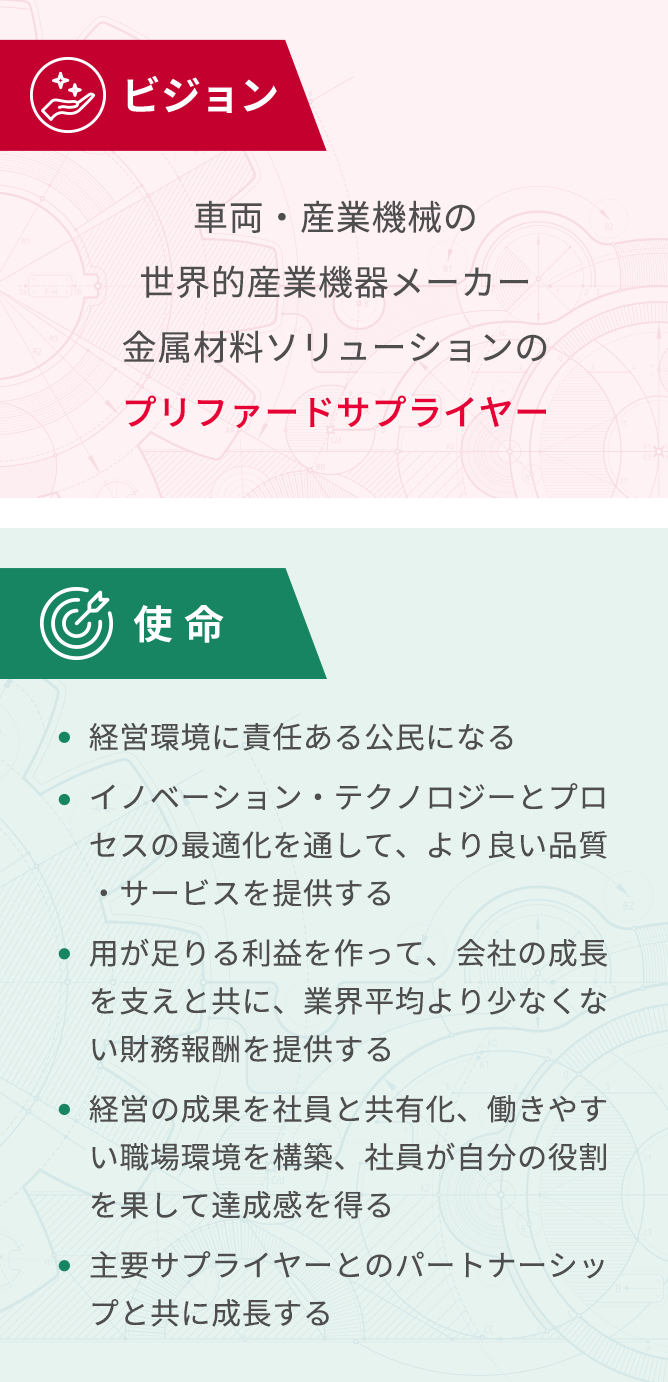 ビジョン
車両・産業機械の
世界的産業機器メーカー
金属材料ソリューションの
プリファードサプライヤー
使命
経営環境に責任ある公民になる
イノベーション・テクノロジーとプロ
セスの最適化を通して、より良い品質
・サービスを提供する
用が足りる利益を作って、会社の成長
を支えと共に、業界平均より少なくな
い財務報酬を提供する
経営の成果を社員と共有化、働きやす
い職場環境を構築、社員が自分の役割
を果して達成感を得る
主要サプライヤーとのパートナーシッ
プと共に成長する